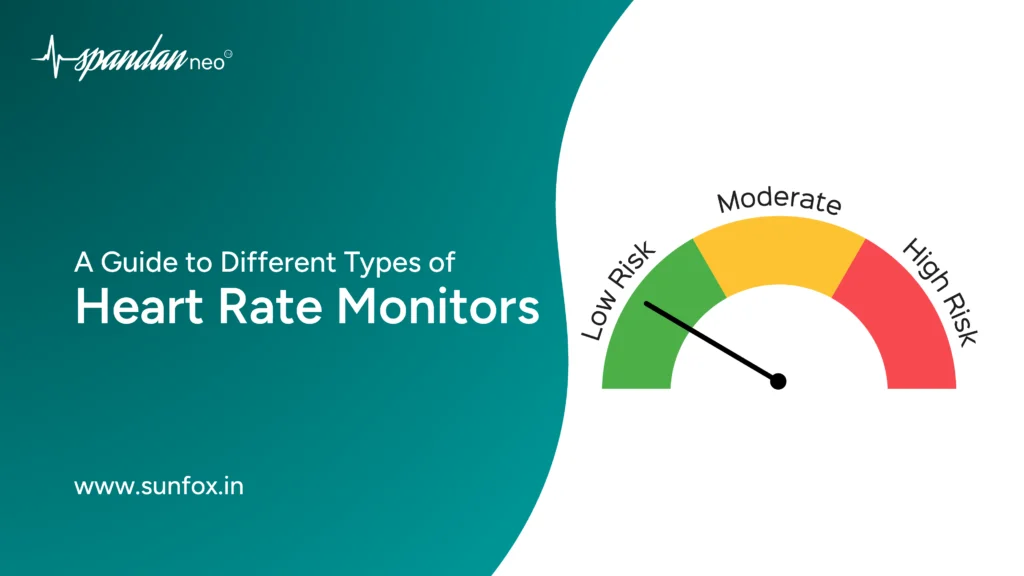 spandan neo
A Guide to Different Types of
Heart Rate Monitors
www.sunfox.in
Low Risk
Moderate
High Risk